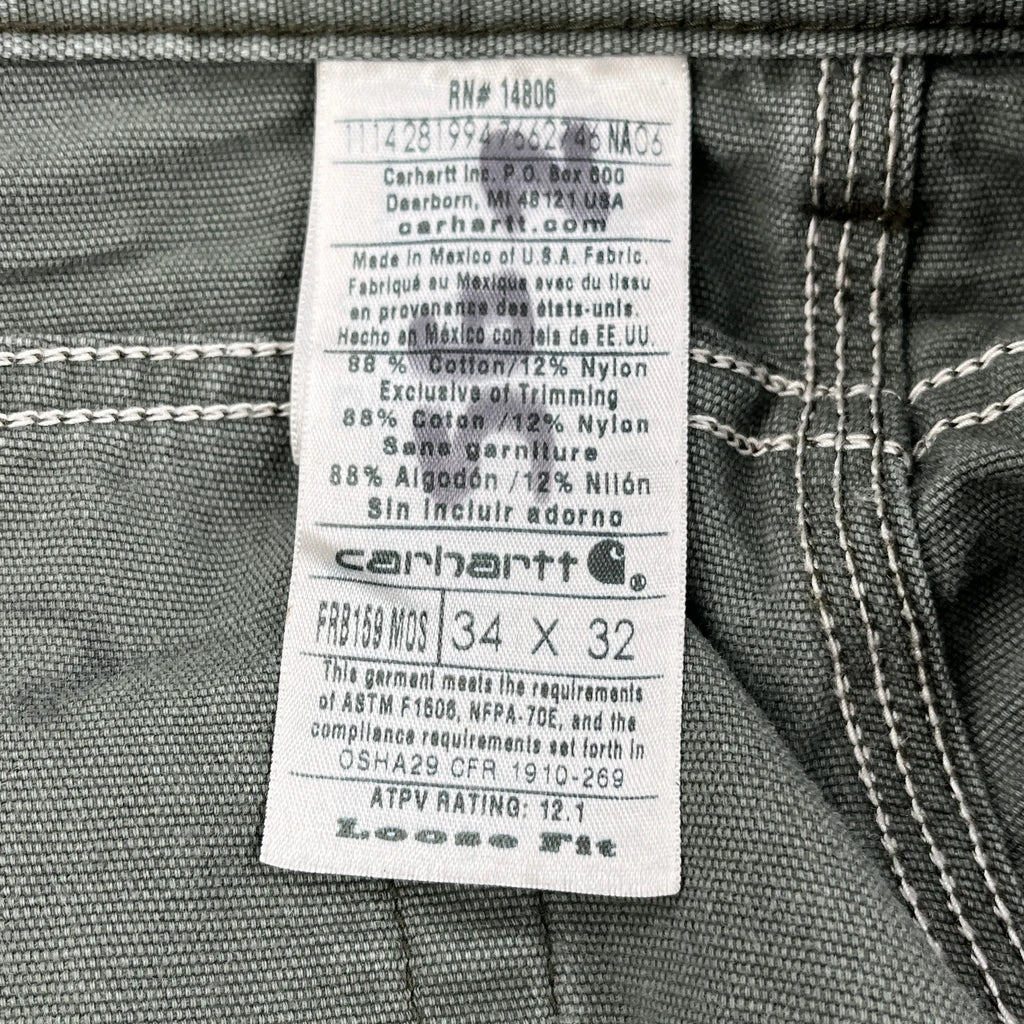 RN# 14806
11142819947662746 NA06
Carhartt Inc. P.O. Box 600
Dearborn, MI 48121 USA
carhartt.com
Made in Mexico of U.S.A. Fabric.
Fabriqué au Mexique avec du tissu
en provenance des états-unis.
Hecho en México con tela de EE.UU.
88 % Cotton/12% Nylon
Exclusive of Trimming
88% Coton /12% Nylon
Sans garniture
88% Algodón /12% Nilón
Sin incluir adorno
carhartt ®
FRB159 MOS 34 X 32
This garment meets the requirements
of ASTM F1506, NFPA-70E, and the
compliance requirements set forth in
OSHA29 CFR 1910-269
ATPV RATING: 12.1
Loose Fit